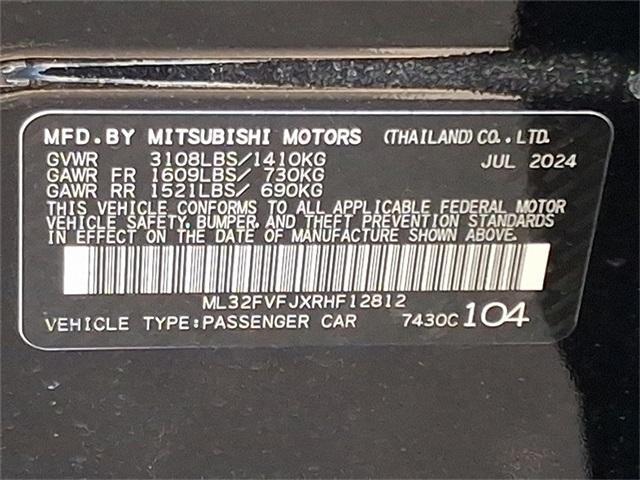 MFD. BY MITSUBISHI MOTORS (THAILAND) CO., LTD.
GVWR 3108LBS/1410KG JUL 2024
GAWR FR 1609LBS/ 730KG
GAWR RR 1521LBS/ 690KG
THIS VEHICLE CONFORMS TO ALL APPLICABLE FEDERAL MOTOR
VEHICLE SAFETY, BUMPER, AND THEFT PREVENTION STANDARDS
IN EFFECT ON THE DATE OF MANUFACTURE SHOWN ABOVE.
ML32FVFJXRHF12812
VEHICLE TYPE:PASSENGER CAR 7430C104